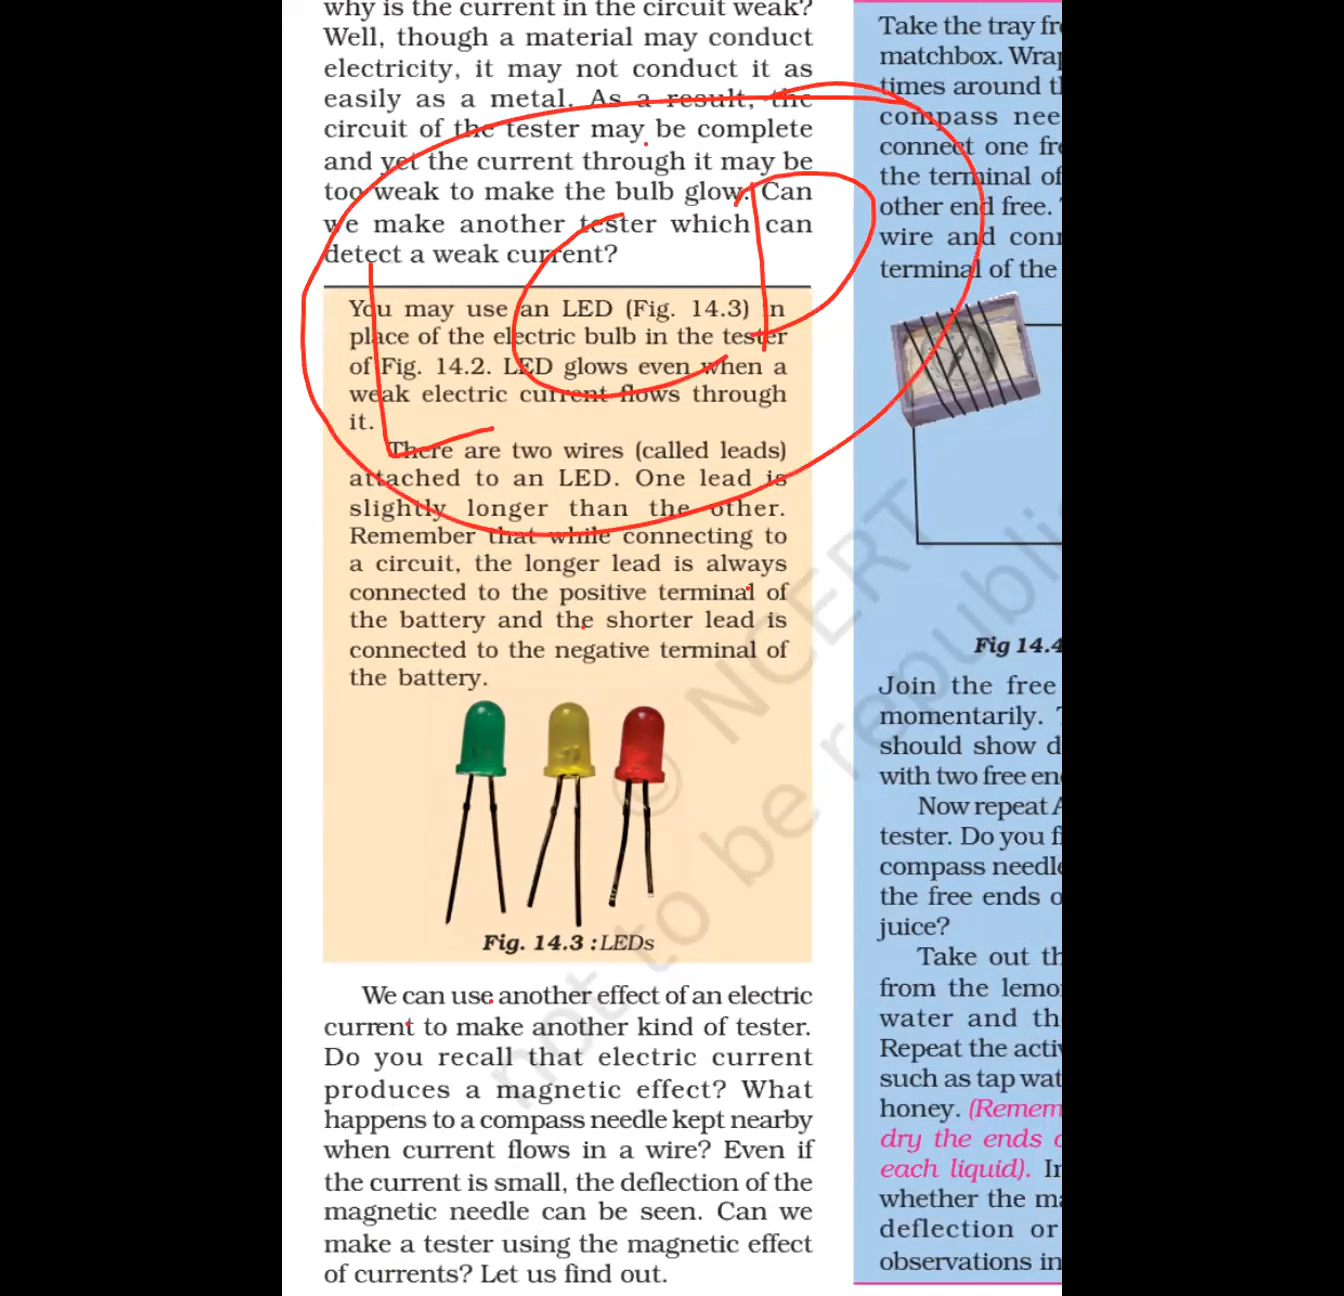 why is the current in the circuit weak?
Well, though a material may conduct
electricity, it may not conduct it as
easily as a metal. As a result, the
circuit of the tester may be complete
and yet the current through it may be
too weak to make the bulb glow. Can
we make another tester which can
detect a weak current?
You may use an LED (Fig. 14.3) in
place of the electric bulb in the tester
of Fig. 14.2. LED glows even when a
weak electric current flows through
it.
There are two wires (called leads)
attached to an LED. One lead is
slightly longer than the other.
Remember that while connecting to
a circuit, the longer lead is always
connected to the positive terminal of
the battery and the shorter lead is
connected to the negative terminal of
the battery.
Fig. 14.3 : LEDs
We can use another effect of an electric
current to make another kind of tester.
Do you recall that electric current
produces a magnetic effect? What
happens to a compass needle kept nearby
when current flows in a wire? Even if
the current is small, the deflection of the
magnetic needle can be seen. Can we
make a tester using the magnetic effect
of currents? Let us find out.
Take the tray fr
matchbox. Wrap
times around th
compass nee
connect one fre
the terminal of
other end free.
wire and conn
terminal of the
Fig 14.4
Join the free
momentarily.
should show d
with two free en
Now repeat A
tester. Do you fi
compass needle
the free ends o
juice?
Take out th
from the lemo
water and th
Repeat the activ
such as tap wat
honey. (Remem
dry the ends o
each liquid). In
whether the ma
deflection or
observations in
© NCERT
not to be republis
LED